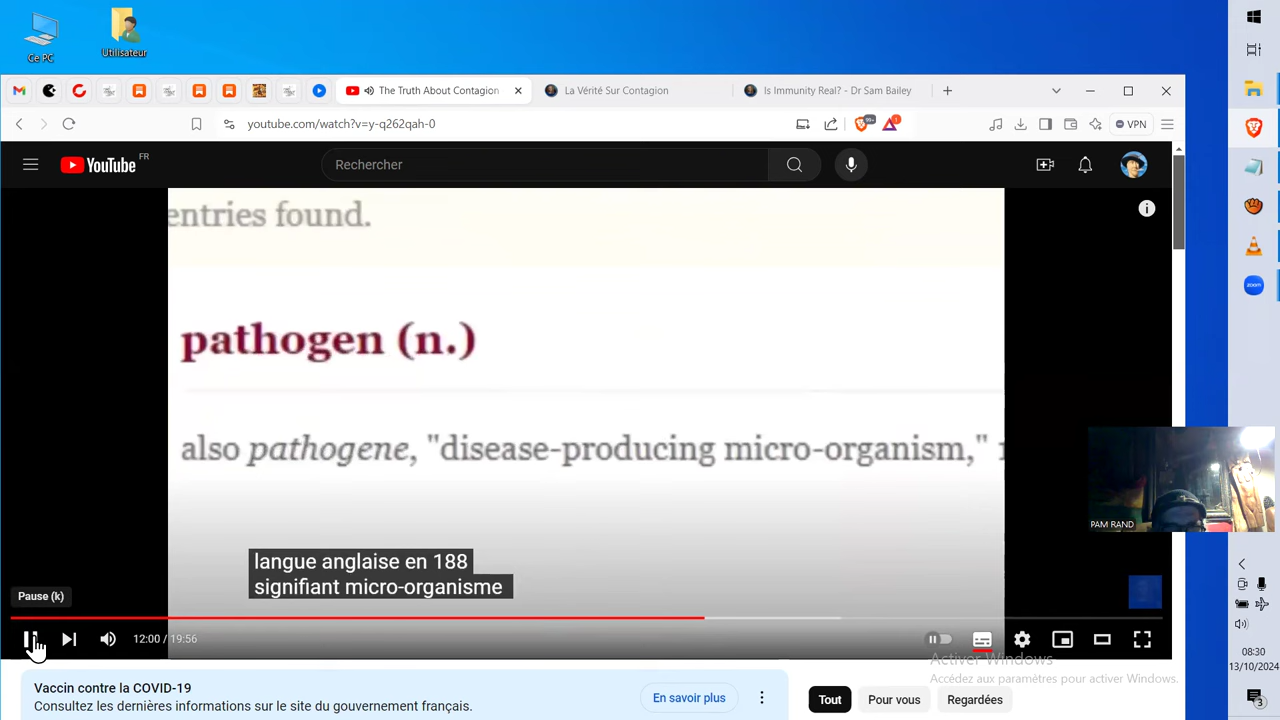 Ce PC
Utilisateur
The Truth About Contagion
La Vérité Sur Contagion
Is Immunity Real? - Dr Sam Bailey
youtube.com/watch?v=y-q262qah-0
99+
1
VPN
YouTube FR
Rechercher
entries found.
pathogen (n.)
also pathogene, "disease-producing micro-organism,"
langue anglaise en 188
signifiant micro-organisme
Pause (k)
12:00 / 19:56
Activer Windows
Accédez aux paramètres pour activer Windows.
Vaccin contre la COVID-19
Consultez les dernières informations sur le site du gouvernement français.
En savoir plus
Tout
Pour vous
Regardées
zoom
PAM RAND
08:30
13/10/2024
3